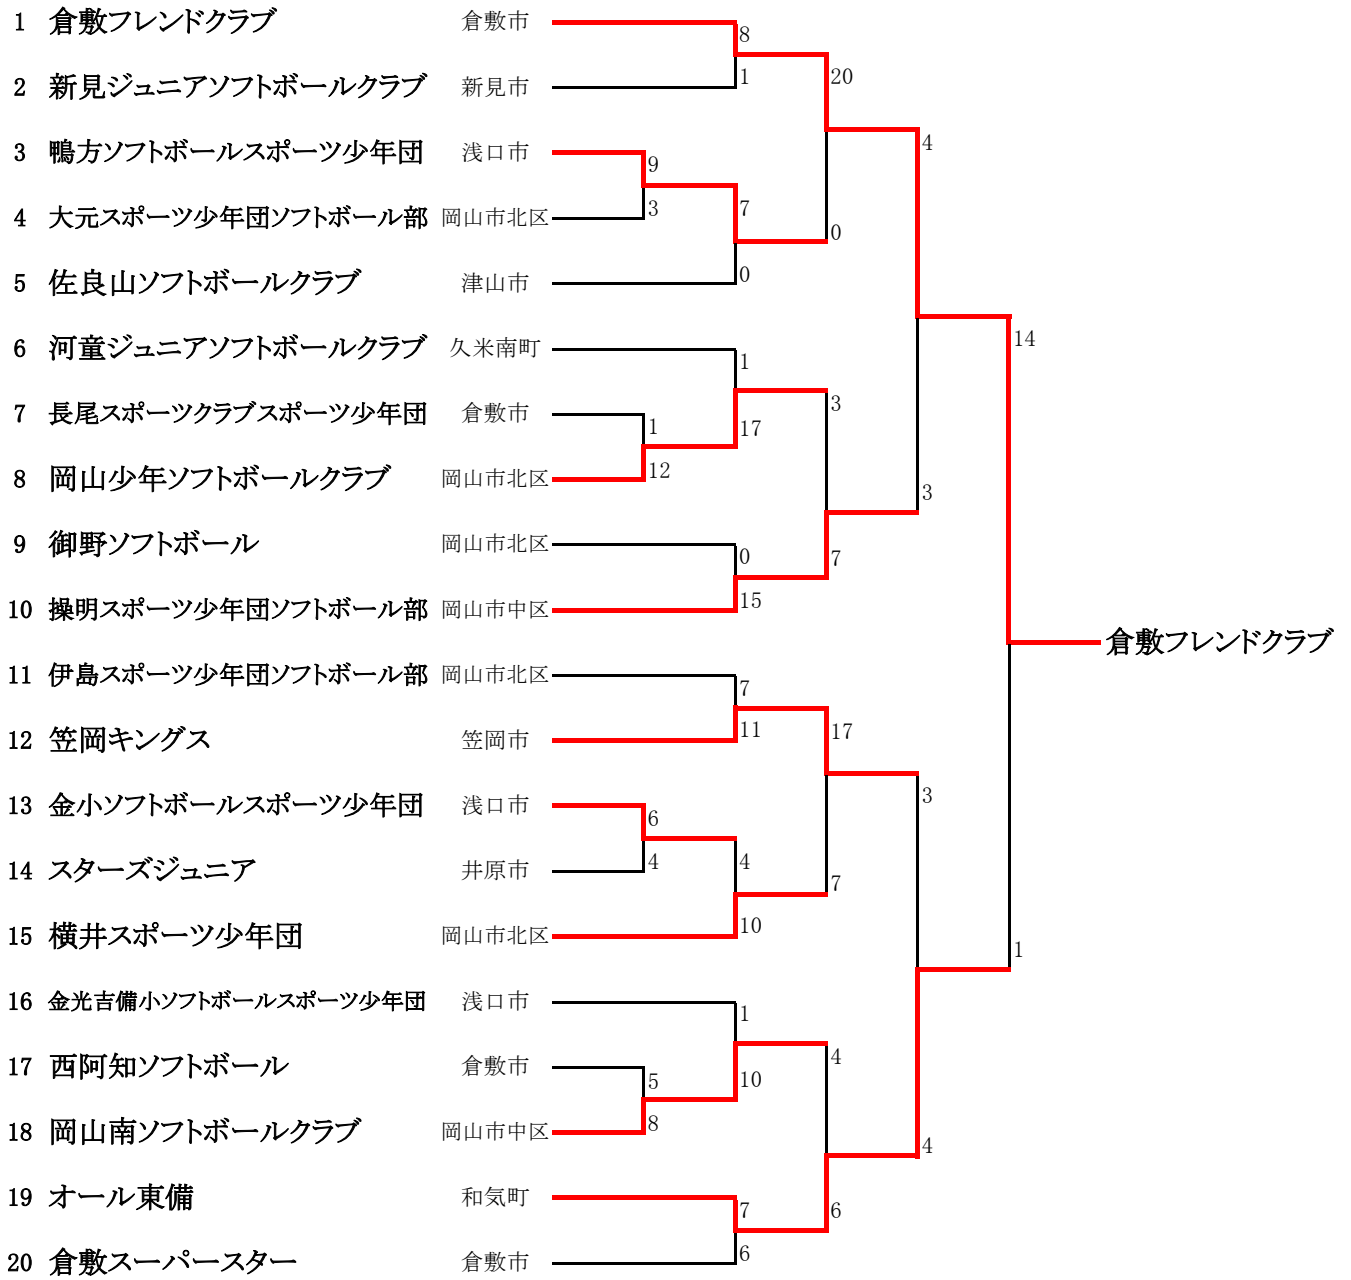 1 倉敷フレンドクラブ 倉敷市
8
2 新見ジュニアソフトボールクラブ 新見市
1
20
3 鴨方ソフトボールスポーツ少年団 浅口市
9
4
4 大元スポーツ少年団ソフトボール部 岡山市北区
3
7
0
5 佐良山ソフトボールクラブ 津山市
0
6 河童ジュニアソフトボールクラブ 久米南町
1
14
7 長尾スポーツクラブスポーツ少年団 倉敷市
1
17
3
8 岡山少年ソフトボールクラブ 岡山市北区
12
3
9 御野ソフトボール 岡山市北区
0
7
10 操明スポーツ少年団ソフトボール部 岡山市中区
15
倉敷フレンドクラブ
11 伊島スポーツ少年団ソフトボール部 岡山市北区
7
12 笠岡キングス 笠岡市
11
17
13 金小ソフトボールスポーツ少年団 浅口市
6
3
14 スターズジュニア 井原市
4
4
7
15 横井スポーツ少年団 岡山市北区
10
1
16 金光吉備小ソフトボールスポーツ少年団 浅口市
1
17 西阿知ソフトボール 倉敷市
5
10
4
18 岡山南ソフトボールクラブ 岡山市中区
8
4
19 オール東備 和気町
7
6
20 倉敷スーパースター 倉敷市
6